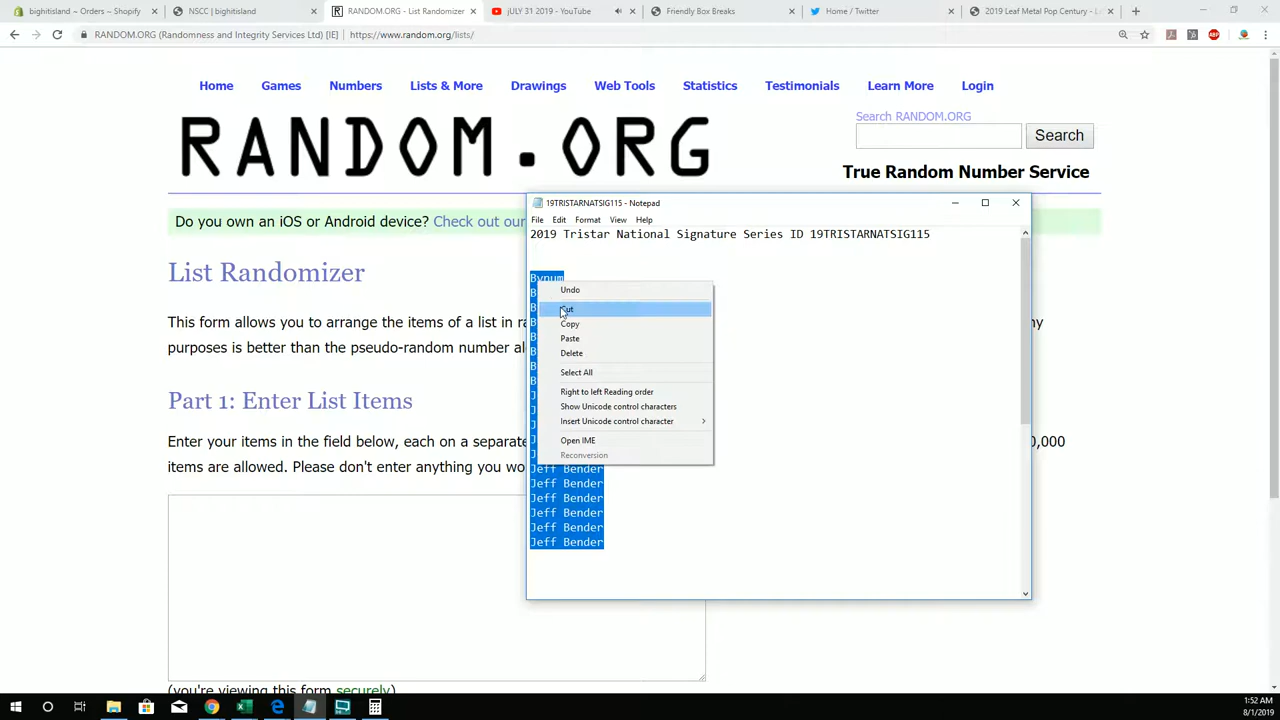 bighitisland ~ Orders ~ Shopify
NSCC | bighitisland
RANDOM.ORG - List Randomizer
jULY 31 2019 - YouTube
Friendly Box Breaks
Home / Twitter
2019 Leaf Metal Pop Century - L
RANDOM.ORG (Randomness and Integrity Services Ltd) [IE]
https://www.random.org/lists/
Home
Games
Numbers
Lists & More
Drawings
Web Tools
Statistics
Testimonials
Learn More
Login
Search RANDOM.ORG
RANDOM.ORG
Search
True Random Number Service
Do you own an iOS or Android device? Check out our
List Randomizer
This form allows you to arrange the items of a list in ra
purposes is better than the pseudo-random number al
Part 1: Enter List Items
Enter your items in the field below, each on a separate
0,000
items are allowed. Please don't enter anything you wo
(you're viewing this form securely)
19TRISTARNATSIG115 - Notepad
File Edit Format View Help
2019 Tristar National Signature Series ID 19TRISTARNATSIG115
Bynum
B
B
B
B
B
B
B
J
J
J
J
J
Jeff Bender
Jeff Bender
Jeff Bender
Jeff Bender
Jeff Bender
Jeff Bender
Undo
Cut
Copy
Paste
Delete
Select All
Right to left Reading order
Show Unicode control characters
Insert Unicode control character
Open IME
Reconversion
1:52 AM
8/1/2019